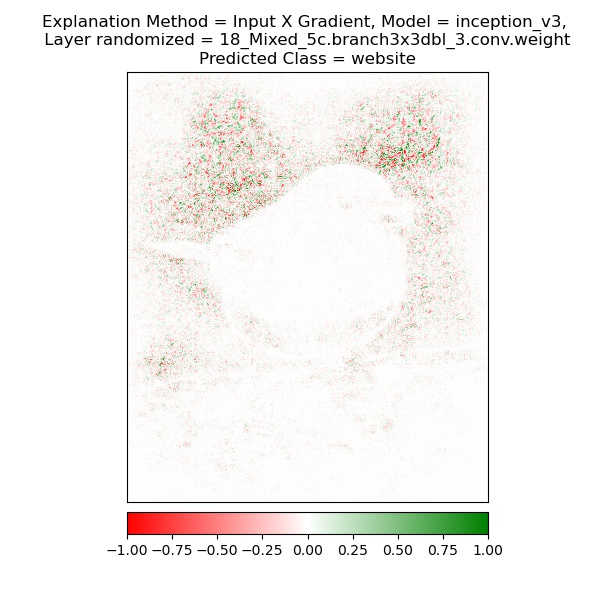 Explanation Method = Input X Gradient, Model = inception_v3,
Layer randomized = 18_Mixed_5c.branch3x3dbl_3.conv.weight
Predicted Class = website
−1.00 −0.75 −0.50 −0.25 0.00 0.25 0.50 0.75 1.00